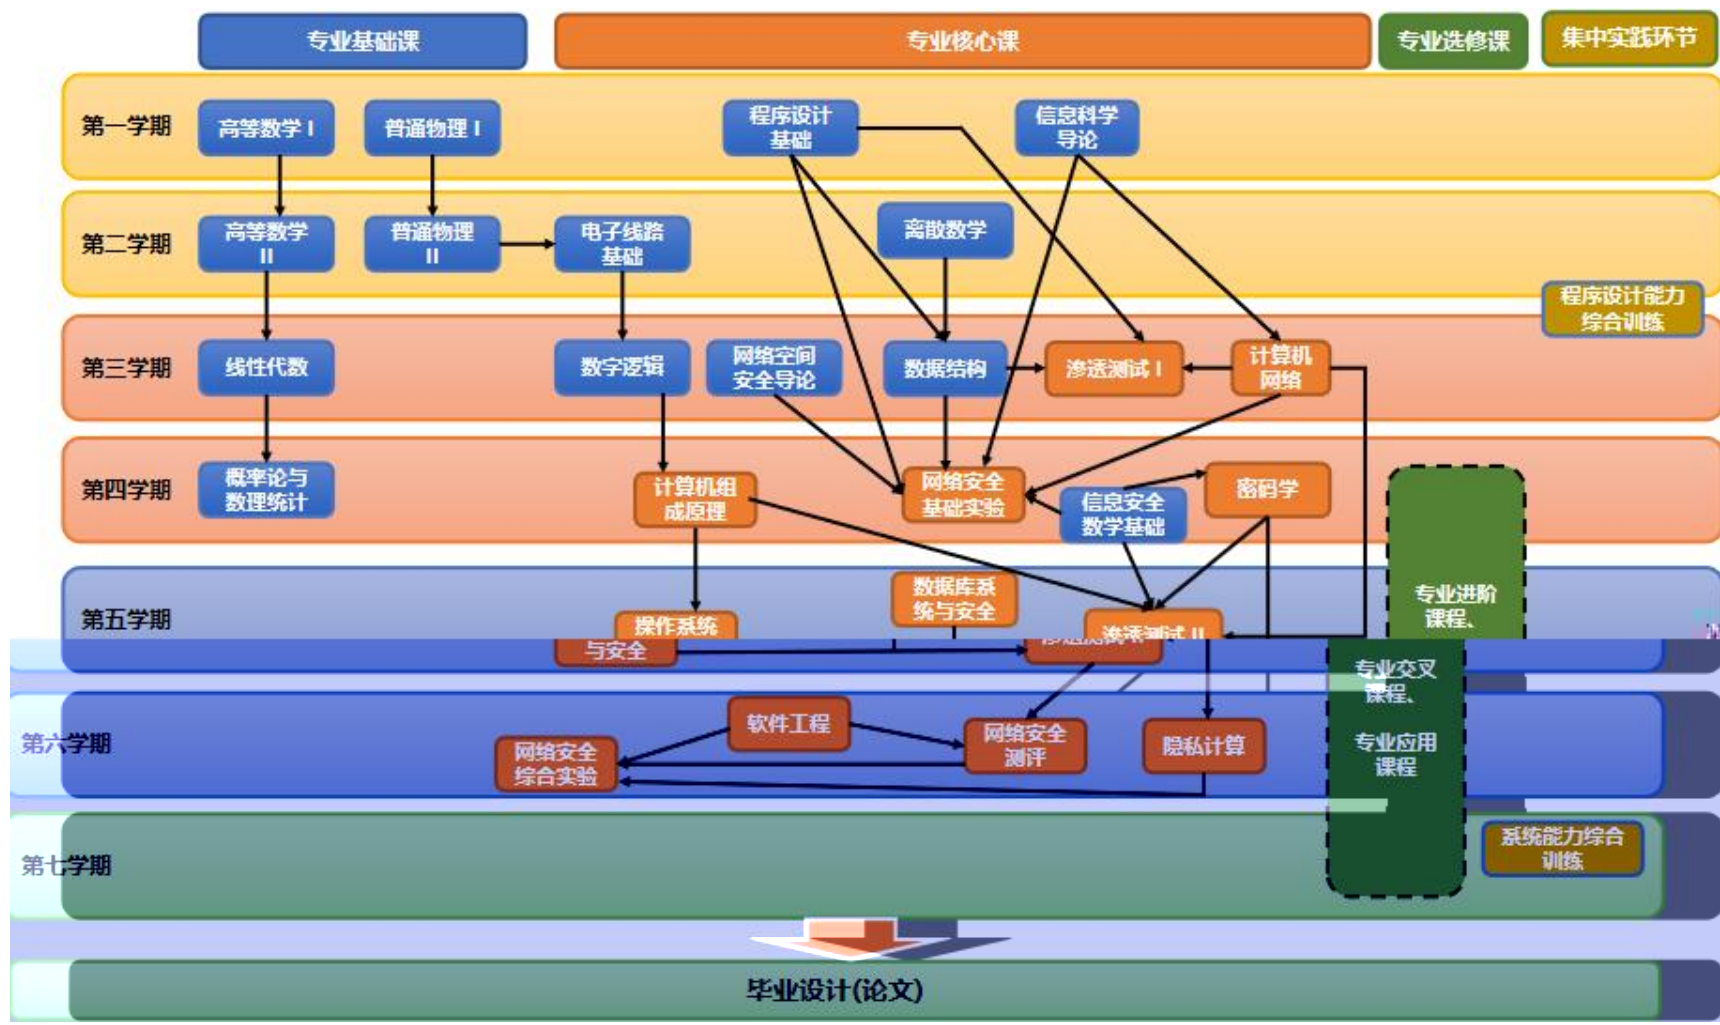 专业基础课
专业核心课
专业选修课
集中实践环节
第一学期
高等数学 I
普通物理 I
程序设计
基础
信息科学
导论
第二学期
高等数学
II
普通物理
II
电子线路
基础
离散数学
程序设计能力
综合训练
第三学期
线性代数
数字逻辑
网络空间
安全导论
数据结构
渗透测试 I
计算机
网络
第四学期
概率论与
数理统计
计算机组
成原理
网络安全
基础实验
信息安全
数学基础
密码学
第五学期
操作系统
与安全
数据库系
统与安全
渗透测试 II
专业进阶
课程、
专业交叉
课程、
专业应用
课程
第六学期
网络安全
综合实验
软件工程
网络安全
测评
隐私计算
第七学期
系统能力综合
训练
毕业设计(论文)